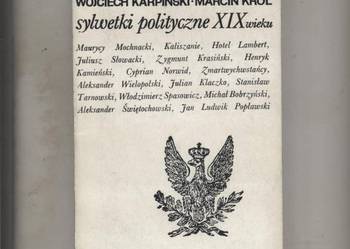 WOJCIECH KARPIŃSKI · MARCIN KRÓL
sylwetki polityczne XIX wieku
Maurycy Mochnacki, Kaliszanie, Hotel Lambert,
Juliusz Słowacki, Zygmunt Krasiński, Henryk
Kamieński, Cyprian Norwid, Zmartwychwstańcy,
Aleksander Wielopolski, Julian Klaczko, Stanisław
Tarnowski, Włodzimierz Spasowicz, Michał Bobrzyński,
Aleksander Świętochowski, Jan Ludwik Popławski